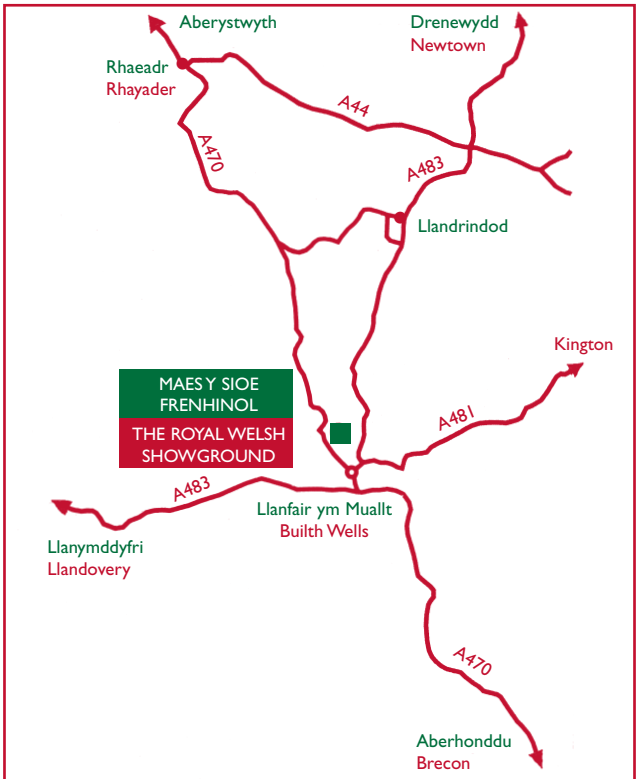 Aberystwyth
Drenewydd
Newtown
Rhaeadr
Rhayader
A44
A470
A483
Llandrindod
Kington
MAES Y SIOE
FRENHINOL
THE ROYAL WELSH
SHOWGROUND
A481
A483
Llanfair ym Muallt
Builth Wells
Llanymddyfri
Llandovery
A470
Aberhonddu
Brecon